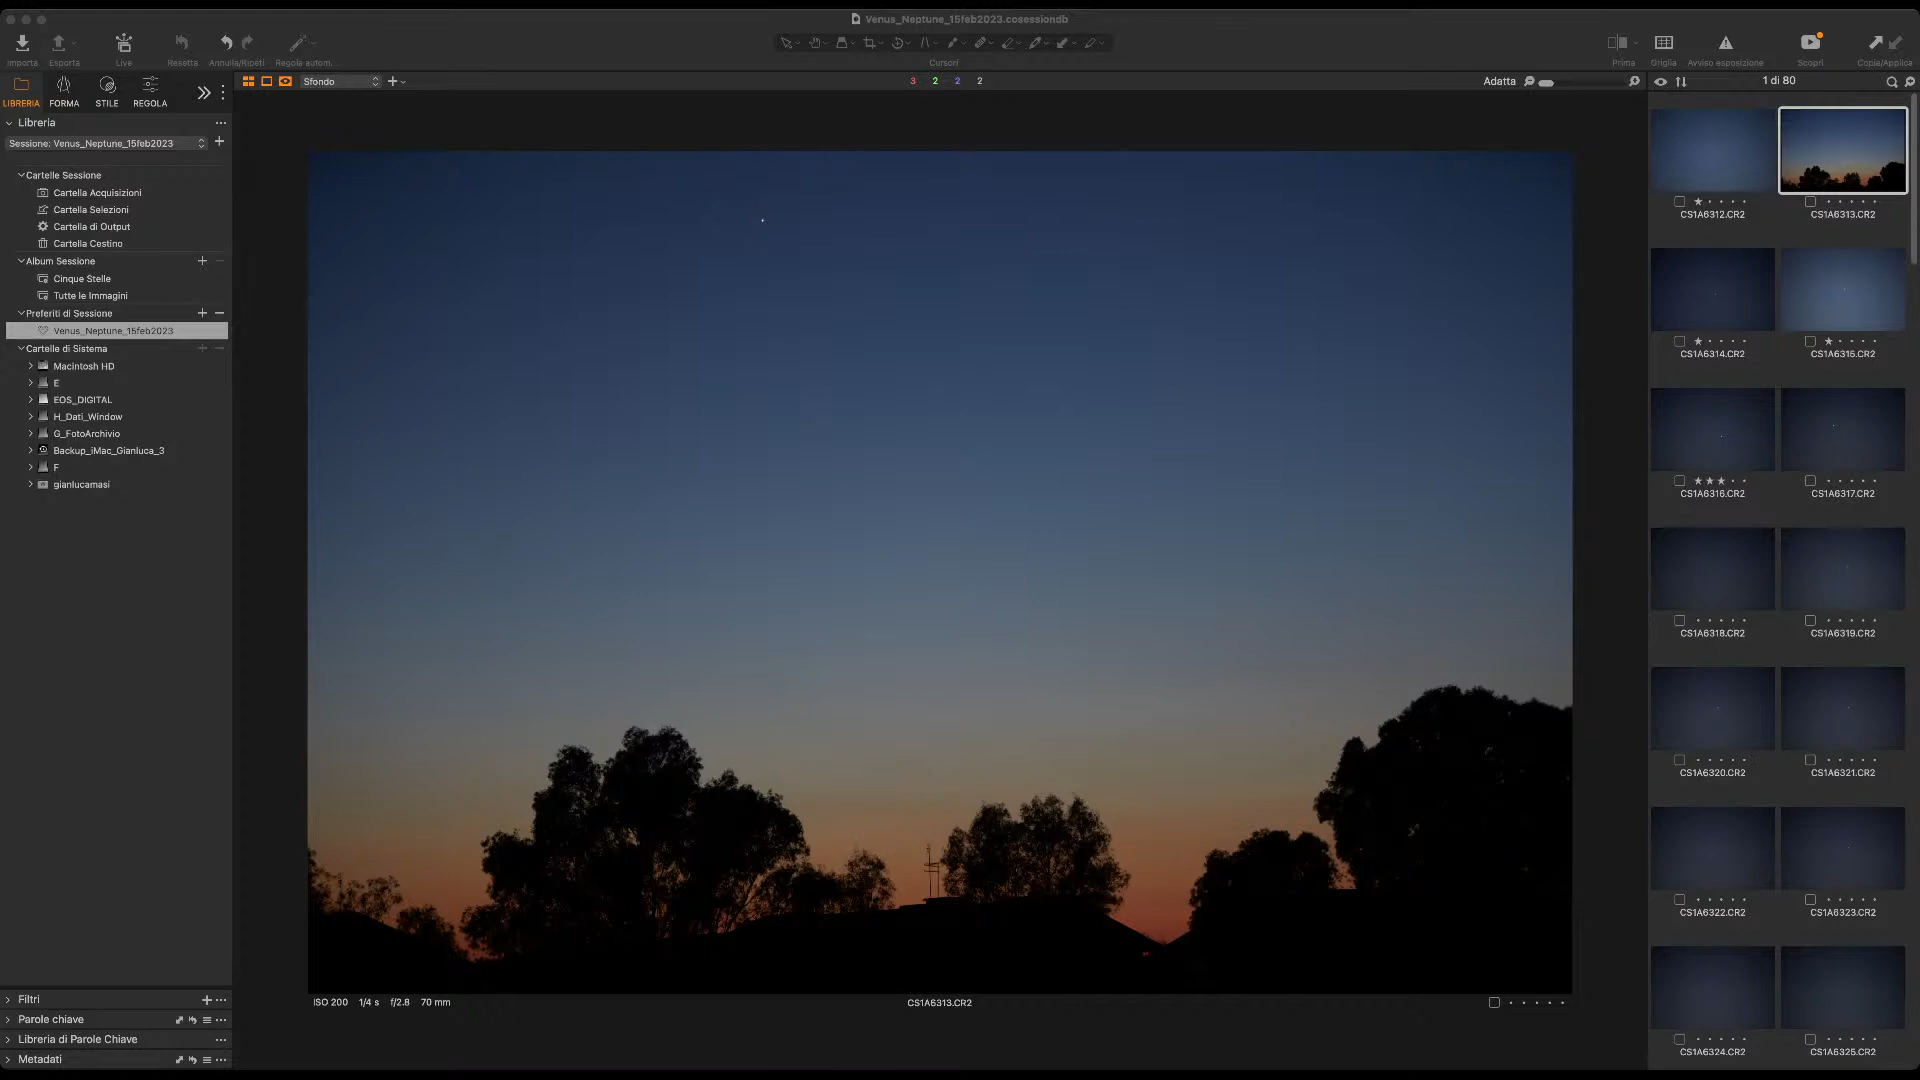 Venus_Neptune_15feb2023.cosessiondb
Importa
Esporta
Live
Resetta
Annulla/Ripeti
Regola autom.
Cursori
Prima
Griglia
Avviso esposizione
Scopri
Copia/Applica
LIBRERIA
FORMA
STILE
REGOLA
Sfondo
3 2 2 2
Adatta
1 di 80
Libreria
Sessione: Venus_Neptune_15feb2023
Cartelle Sessione
Cartella Acquisizioni
Cartella Selezioni
Cartella di Output
Cartella Cestino
Album Sessione
Cinque Stelle
Tutte le Immagini
Preferiti di Sessione
Venus_Neptune_15feb2023
Cartelle di Sistema
Macintosh HD
E
EOS_DIGITAL
H_Dati_Window
G_FotoArchivio
Backup_iMac_Gianluca_3
F
gianlucamasi
Filtri
Parole chiave
Libreria di Parole Chiave
Metadati
ISO 200 1/4 s f/2.8 70 mm
CS1A6313.CR2
CS1A6312.CR2
CS1A6313.CR2
CS1A6314.CR2
CS1A6315.CR2
CS1A6316.CR2
CS1A6317.CR2
CS1A6318.CR2
CS1A6319.CR2
CS1A6320.CR2
CS1A6321.CR2
CS1A6322.CR2
CS1A6323.CR2
CS1A6324.CR2
CS1A6325.CR2